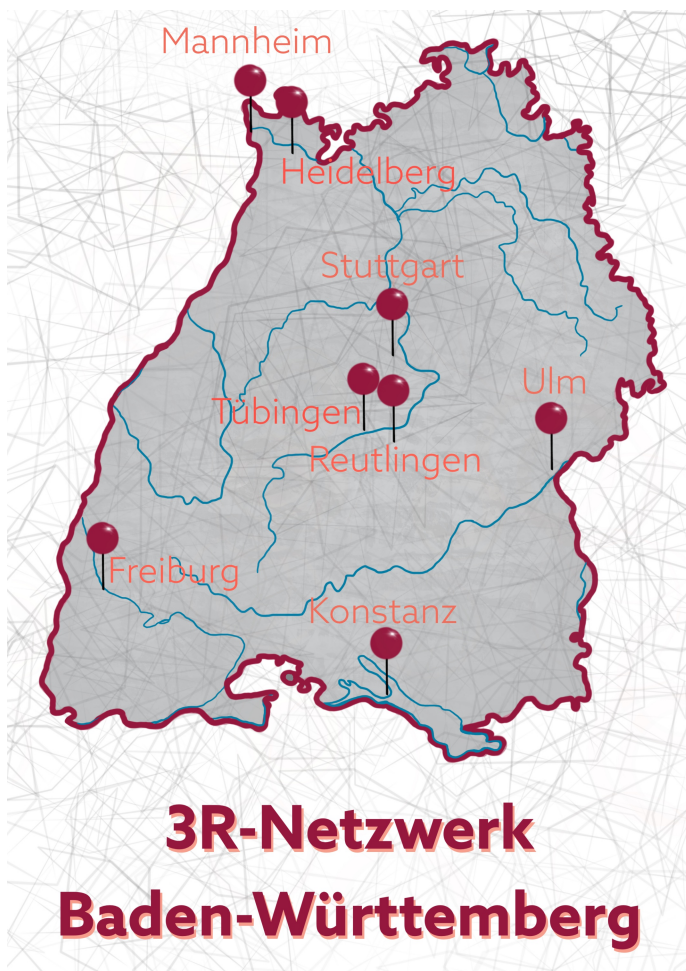 Mannheim
Heidelberg
Stuttgart
Ulm
Tübingen
Reutlingen
Freiburg
Konstanz
3R-Netzwerk
Baden-Württemberg